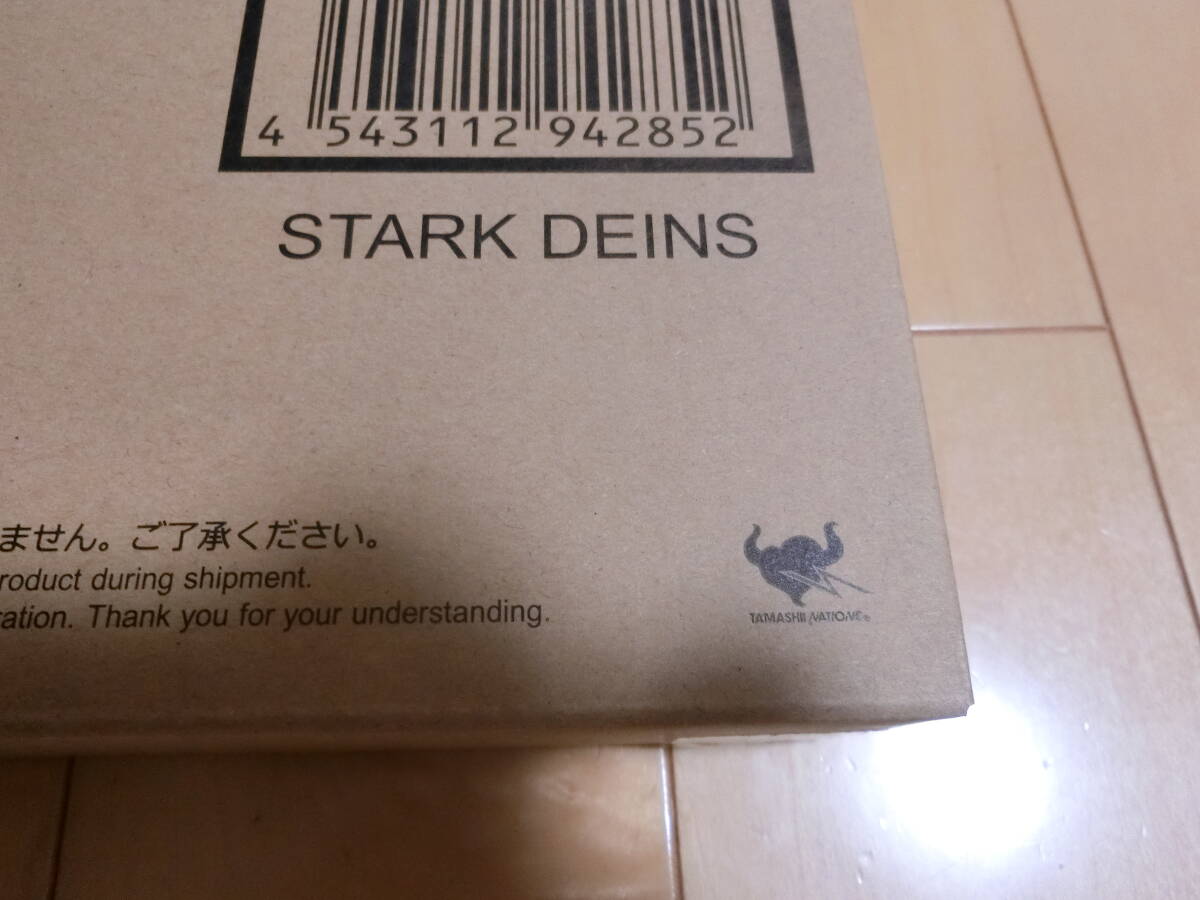 4 543112 942852
STARK DEINS
ません。ご了承ください。
roduct during shipment.
ration. Thank you for your understanding.
TAMASHII NATIONS®